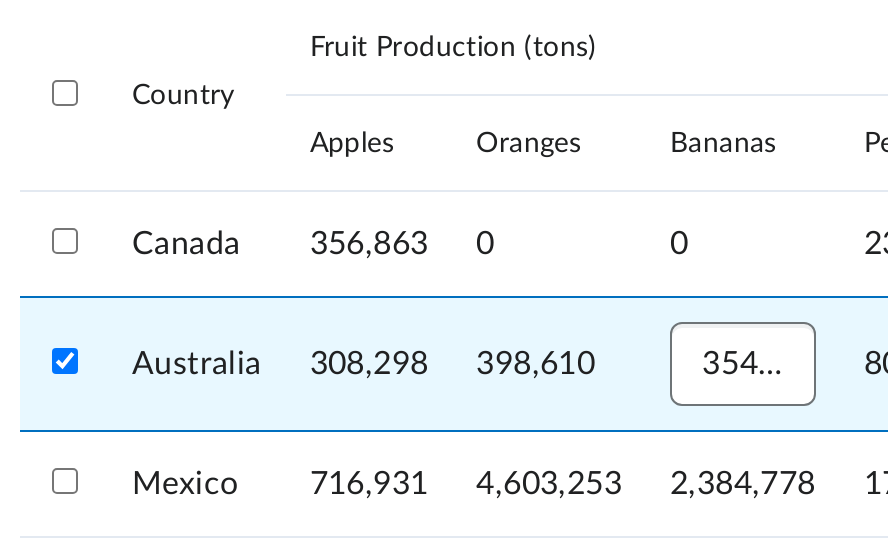 Fruit Production (tons)
Country
Apples Oranges Bananas
Canada 356,863 0 0
Australia 308,298 398,610 354...
Mexico 716,931 4,603,253 2,384,778